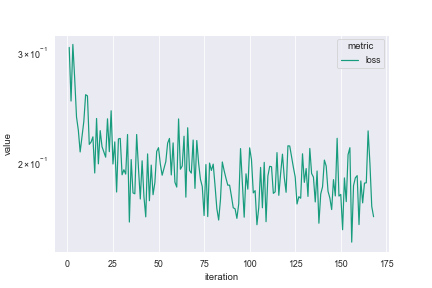 metric
loss
3 × 10⁻¹
2 × 10⁻¹
value
0 25 50 75 100 125 150 175
iteration